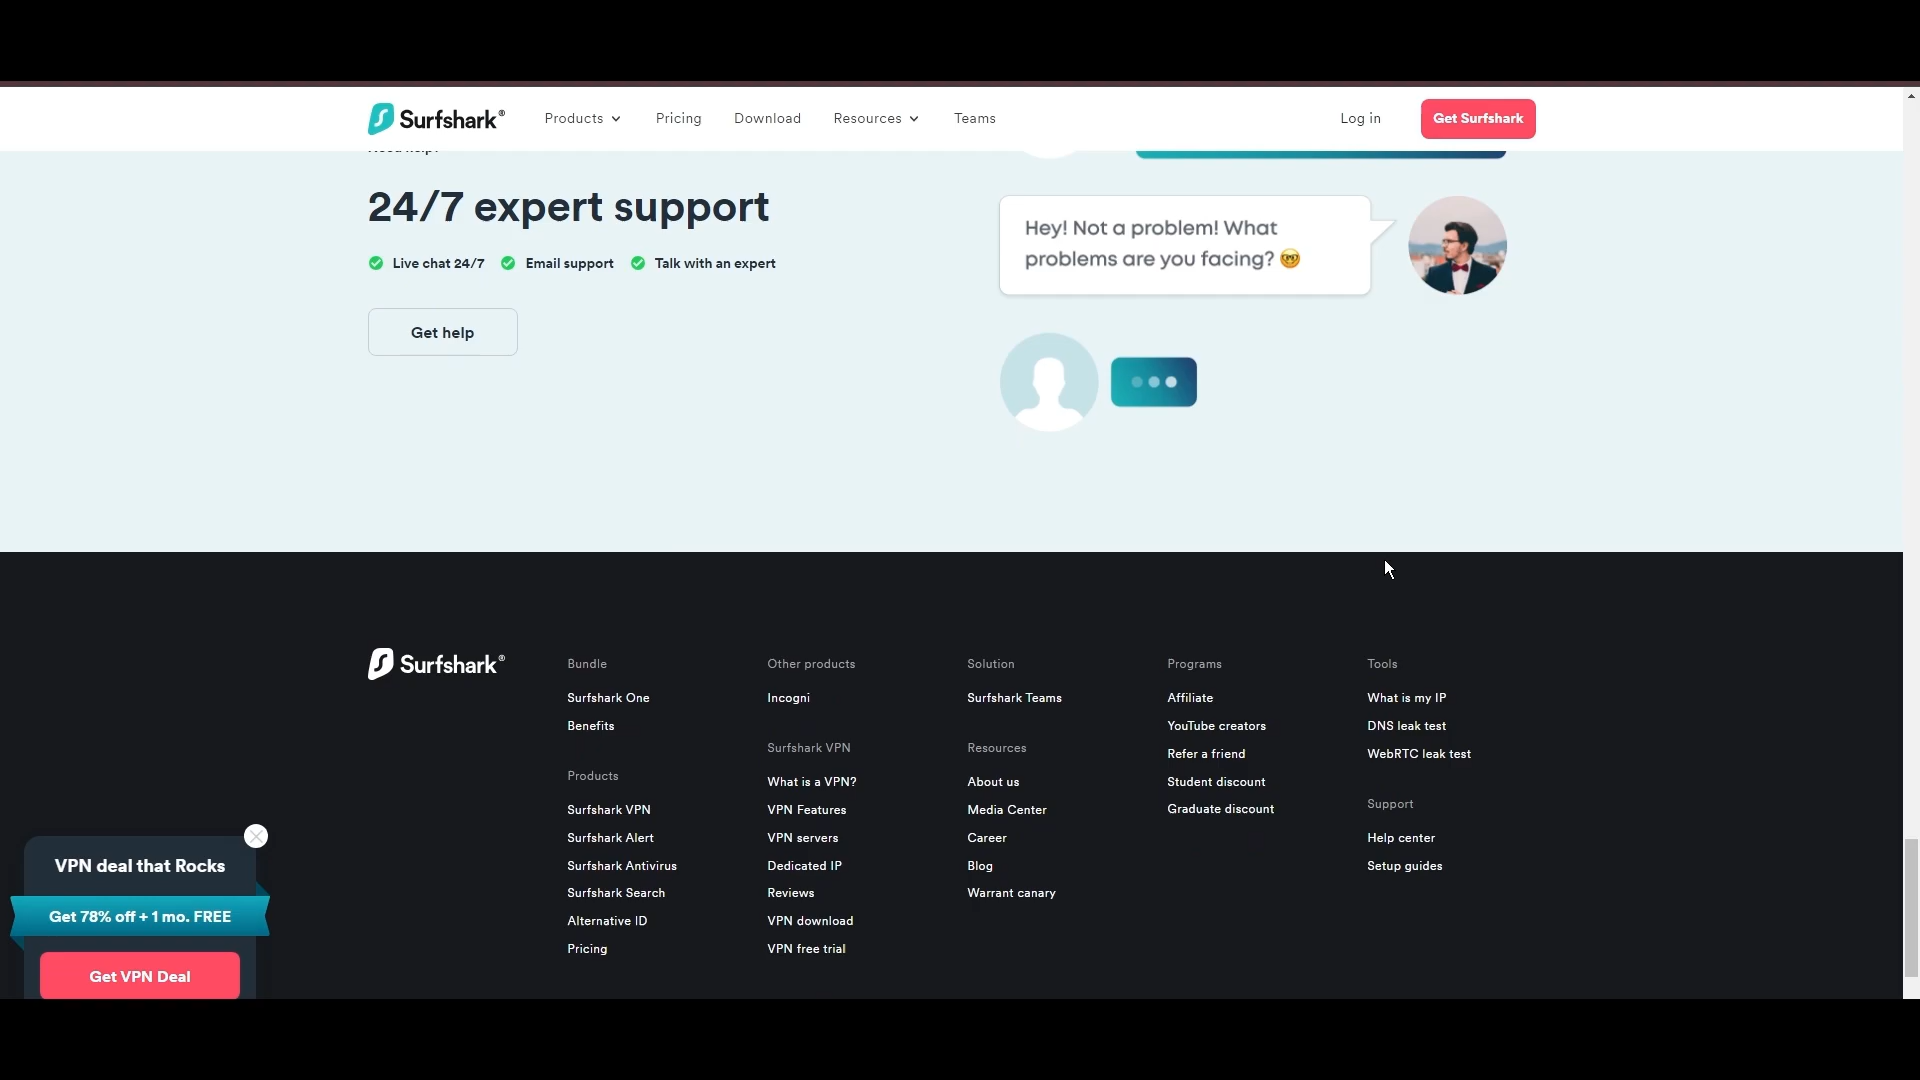 Surfshark®
Products
Pricing
Download
Resources
Teams
Log in
Get Surfshark
Need help?
24/7 expert support
Live chat 24/7
Email support
Talk with an expert
Get help
Hey! Not a problem! What
problems are you facing? 🤓
Surfshark®
Bundle
Surfshark One
Benefits
Products
Surfshark VPN
Surfshark Alert
Surfshark Antivirus
Surfshark Search
Alternative ID
Pricing
Other products
Incogni
Surfshark VPN
What is a VPN?
VPN Features
VPN servers
Dedicated IP
Reviews
VPN download
VPN free trial
Solution
Surfshark Teams
Resources
About us
Media Center
Career
Blog
Warrant canary
Programs
Affiliate
YouTube creators
Refer a friend
Student discount
Graduate discount
Tools
What is my IP
DNS leak test
WebRTC leak test
Support
Help center
Setup guides
VPN deal that Rocks
Get 78% off + 1 mo. FREE
Get VPN Deal